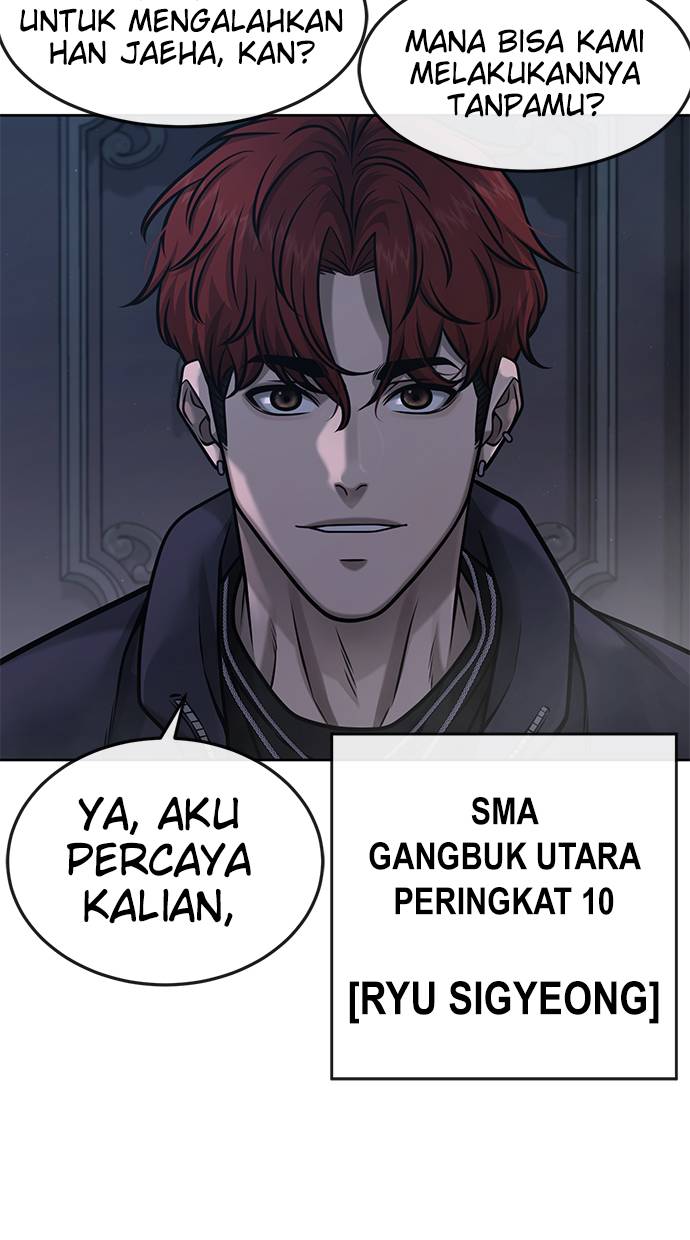 UNTUK MENGALAHKAN
HAN JAEHA, KAN?
MANA BISA KAMI
MELAKUKANNYA
TANPAMU?
YA, AKU
PERCAYA
KALIAN,
SMA
GANGBUK UTARA
PERINGKAT 10
[RYU SIGYEONG]